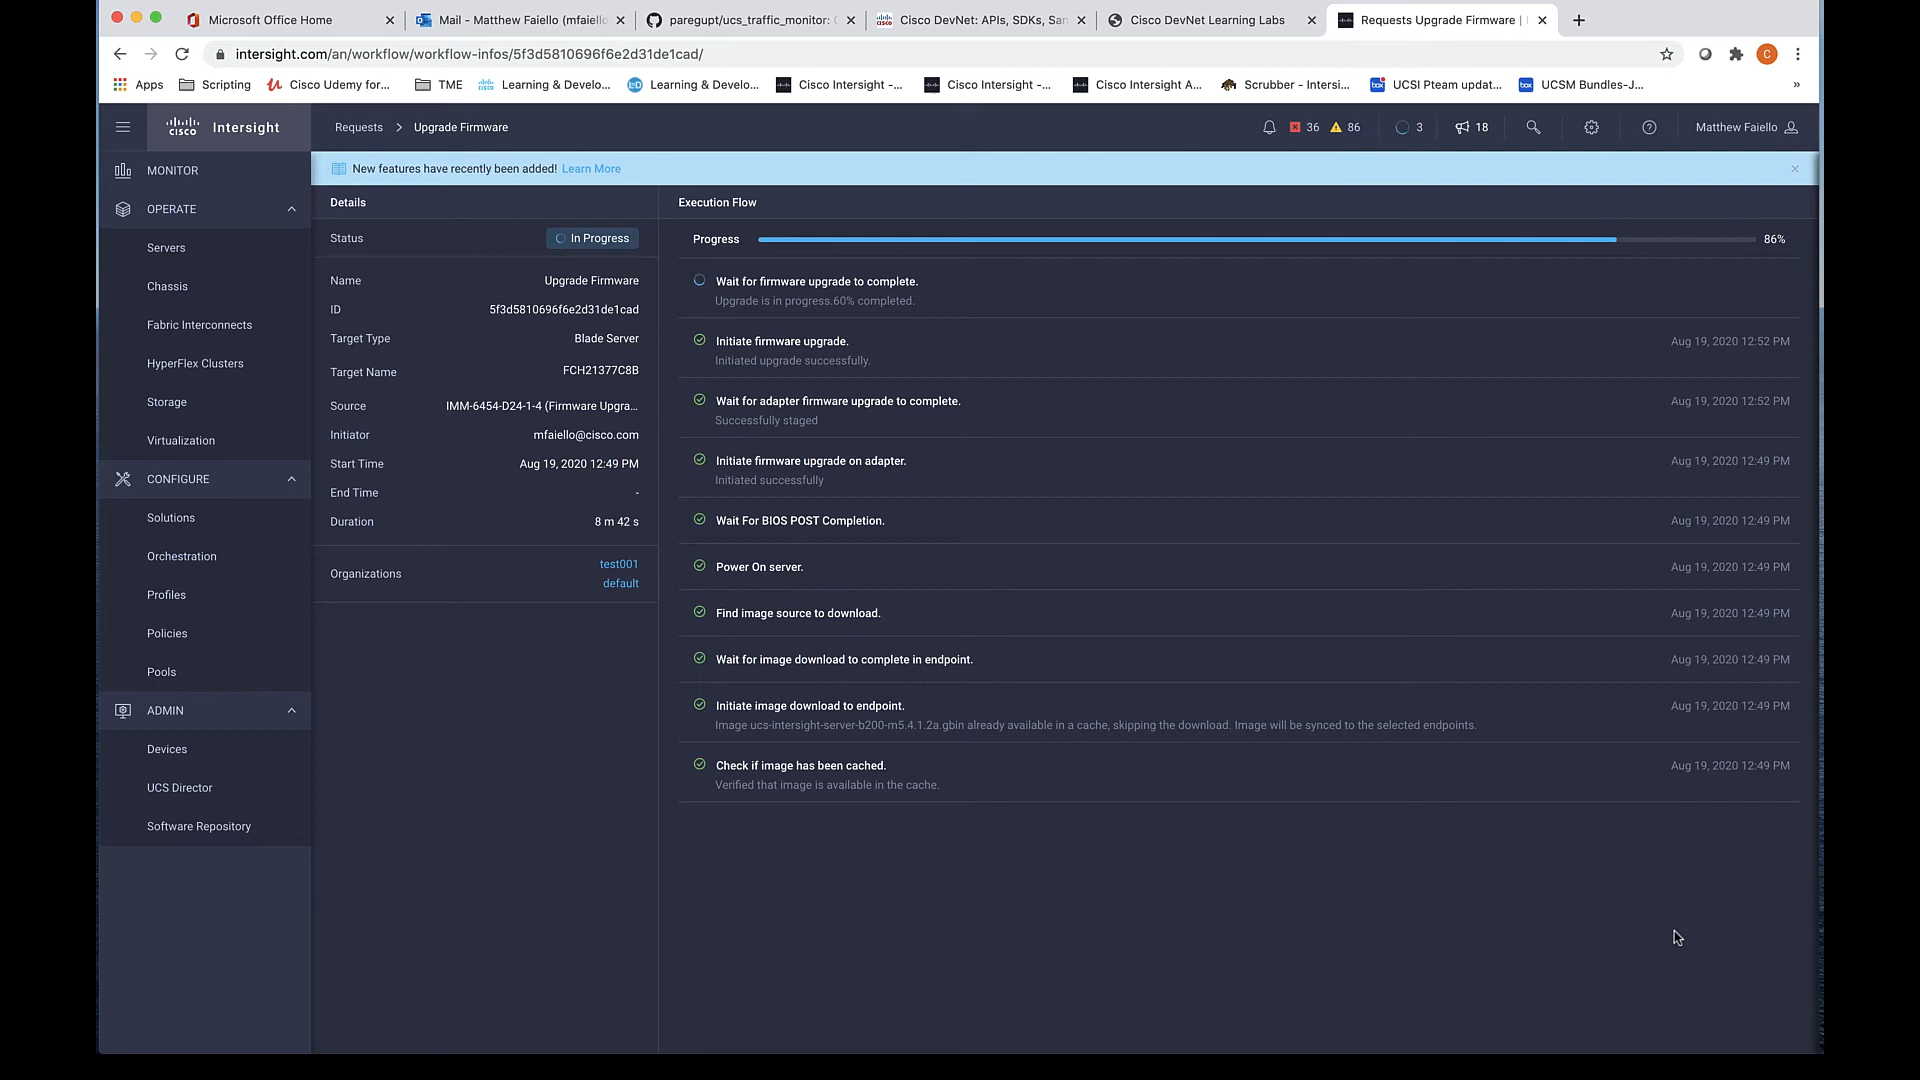 Microsoft Office Home
Mail - Matthew Faiello (mfaiello
paregupt/ucs_traffic_monitor:
Cisco DevNet: APIs, SDKs, San
Cisco DevNet Learning Labs
Requests Upgrade Firmware |
intersight.com/an/workflow/workflow-infos/5f3d5810696f6e2d31de1cad/
C
Apps
Scripting
Cisco Udemy for...
TME
Learning & Develo...
Learning & Develo...
Cisco Intersight -...
Cisco Intersight -...
Cisco Intersight A...
Scrubber - Intersi...
UCSI Pteam updat...
UCSM Bundles-J...
»
CISCO Intersight
Requests > Upgrade Firmware
36
86
3
18
Matthew Faiello
New features have recently been added! Learn More
MONITOR
OPERATE
Servers
Chassis
Fabric Interconnects
HyperFlex Clusters
Storage
Virtualization
CONFIGURE
Solutions
Orchestration
Profiles
Policies
Pools
ADMIN
Devices
UCS Director
Software Repository
Details
Status In Progress
Name Upgrade Firmware
ID 5f3d5810696f6e2d31de1cad
Target Type Blade Server
Target Name FCH21377C8B
Source IMM-6454-D24-1-4 (Firmware Upgra...
Initiator mfaiello@cisco.com
Start Time Aug 19, 2020 12:49 PM
End Time -
Duration 8 m 42 s
Organizations test001
default
Execution Flow
Progress 86%
Wait for firmware upgrade to complete.
Upgrade is in progress.60% completed.
Initiate firmware upgrade. Aug 19, 2020 12:52 PM
Initiated upgrade successfully.
Wait for adapter firmware upgrade to complete. Aug 19, 2020 12:52 PM
Successfully staged
Initiate firmware upgrade on adapter. Aug 19, 2020 12:49 PM
Initiated successfully
Wait For BIOS POST Completion. Aug 19, 2020 12:49 PM
Power On server. Aug 19, 2020 12:49 PM
Find image source to download. Aug 19, 2020 12:49 PM
Wait for image download to complete in endpoint. Aug 19, 2020 12:49 PM
Initiate image download to endpoint. Aug 19, 2020 12:49 PM
Image ucs-intersight-server-b200-m5.4.1.2a.gbin already available in a cache, skipping the download. Image will be synced to the selected endpoints.
Check if image has been cached. Aug 19, 2020 12:49 PM
Verified that image is available in the cache.